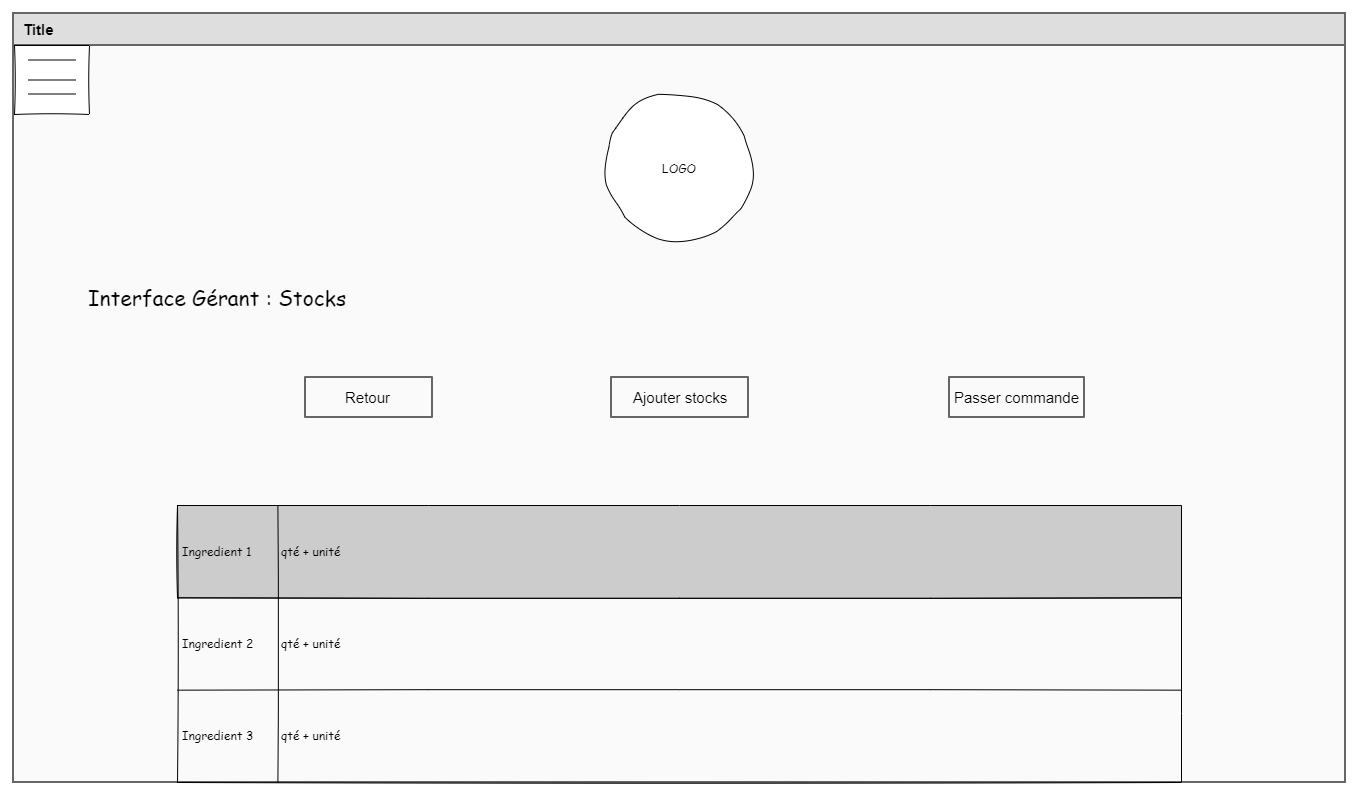 Title
LOGO
Interface Gérant : Stocks
Retour
Ajouter stocks
Passer commande
Ingredient 1
qté + unité
Ingredient 2
qté + unité
Ingredient 3
qté + unité